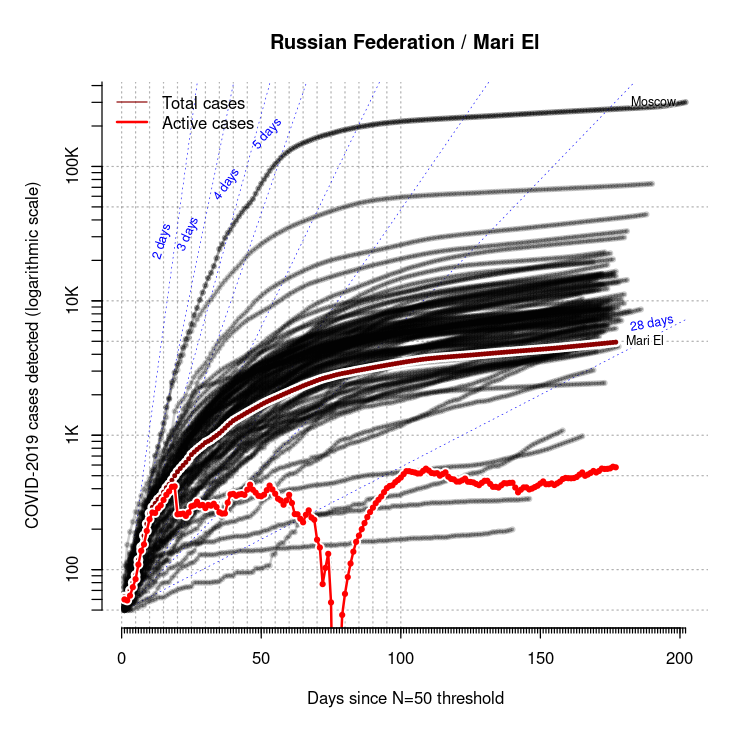 Russian Federation / Mari El
Total cases
Active cases
Moscow
2 days
3 days
4 days
5 days
28 days
Mari El
COVID-2019 cases detected (logarithmic scale)
100K
10K
1K
100
0 50 100 150 200
Days since N=50 threshold